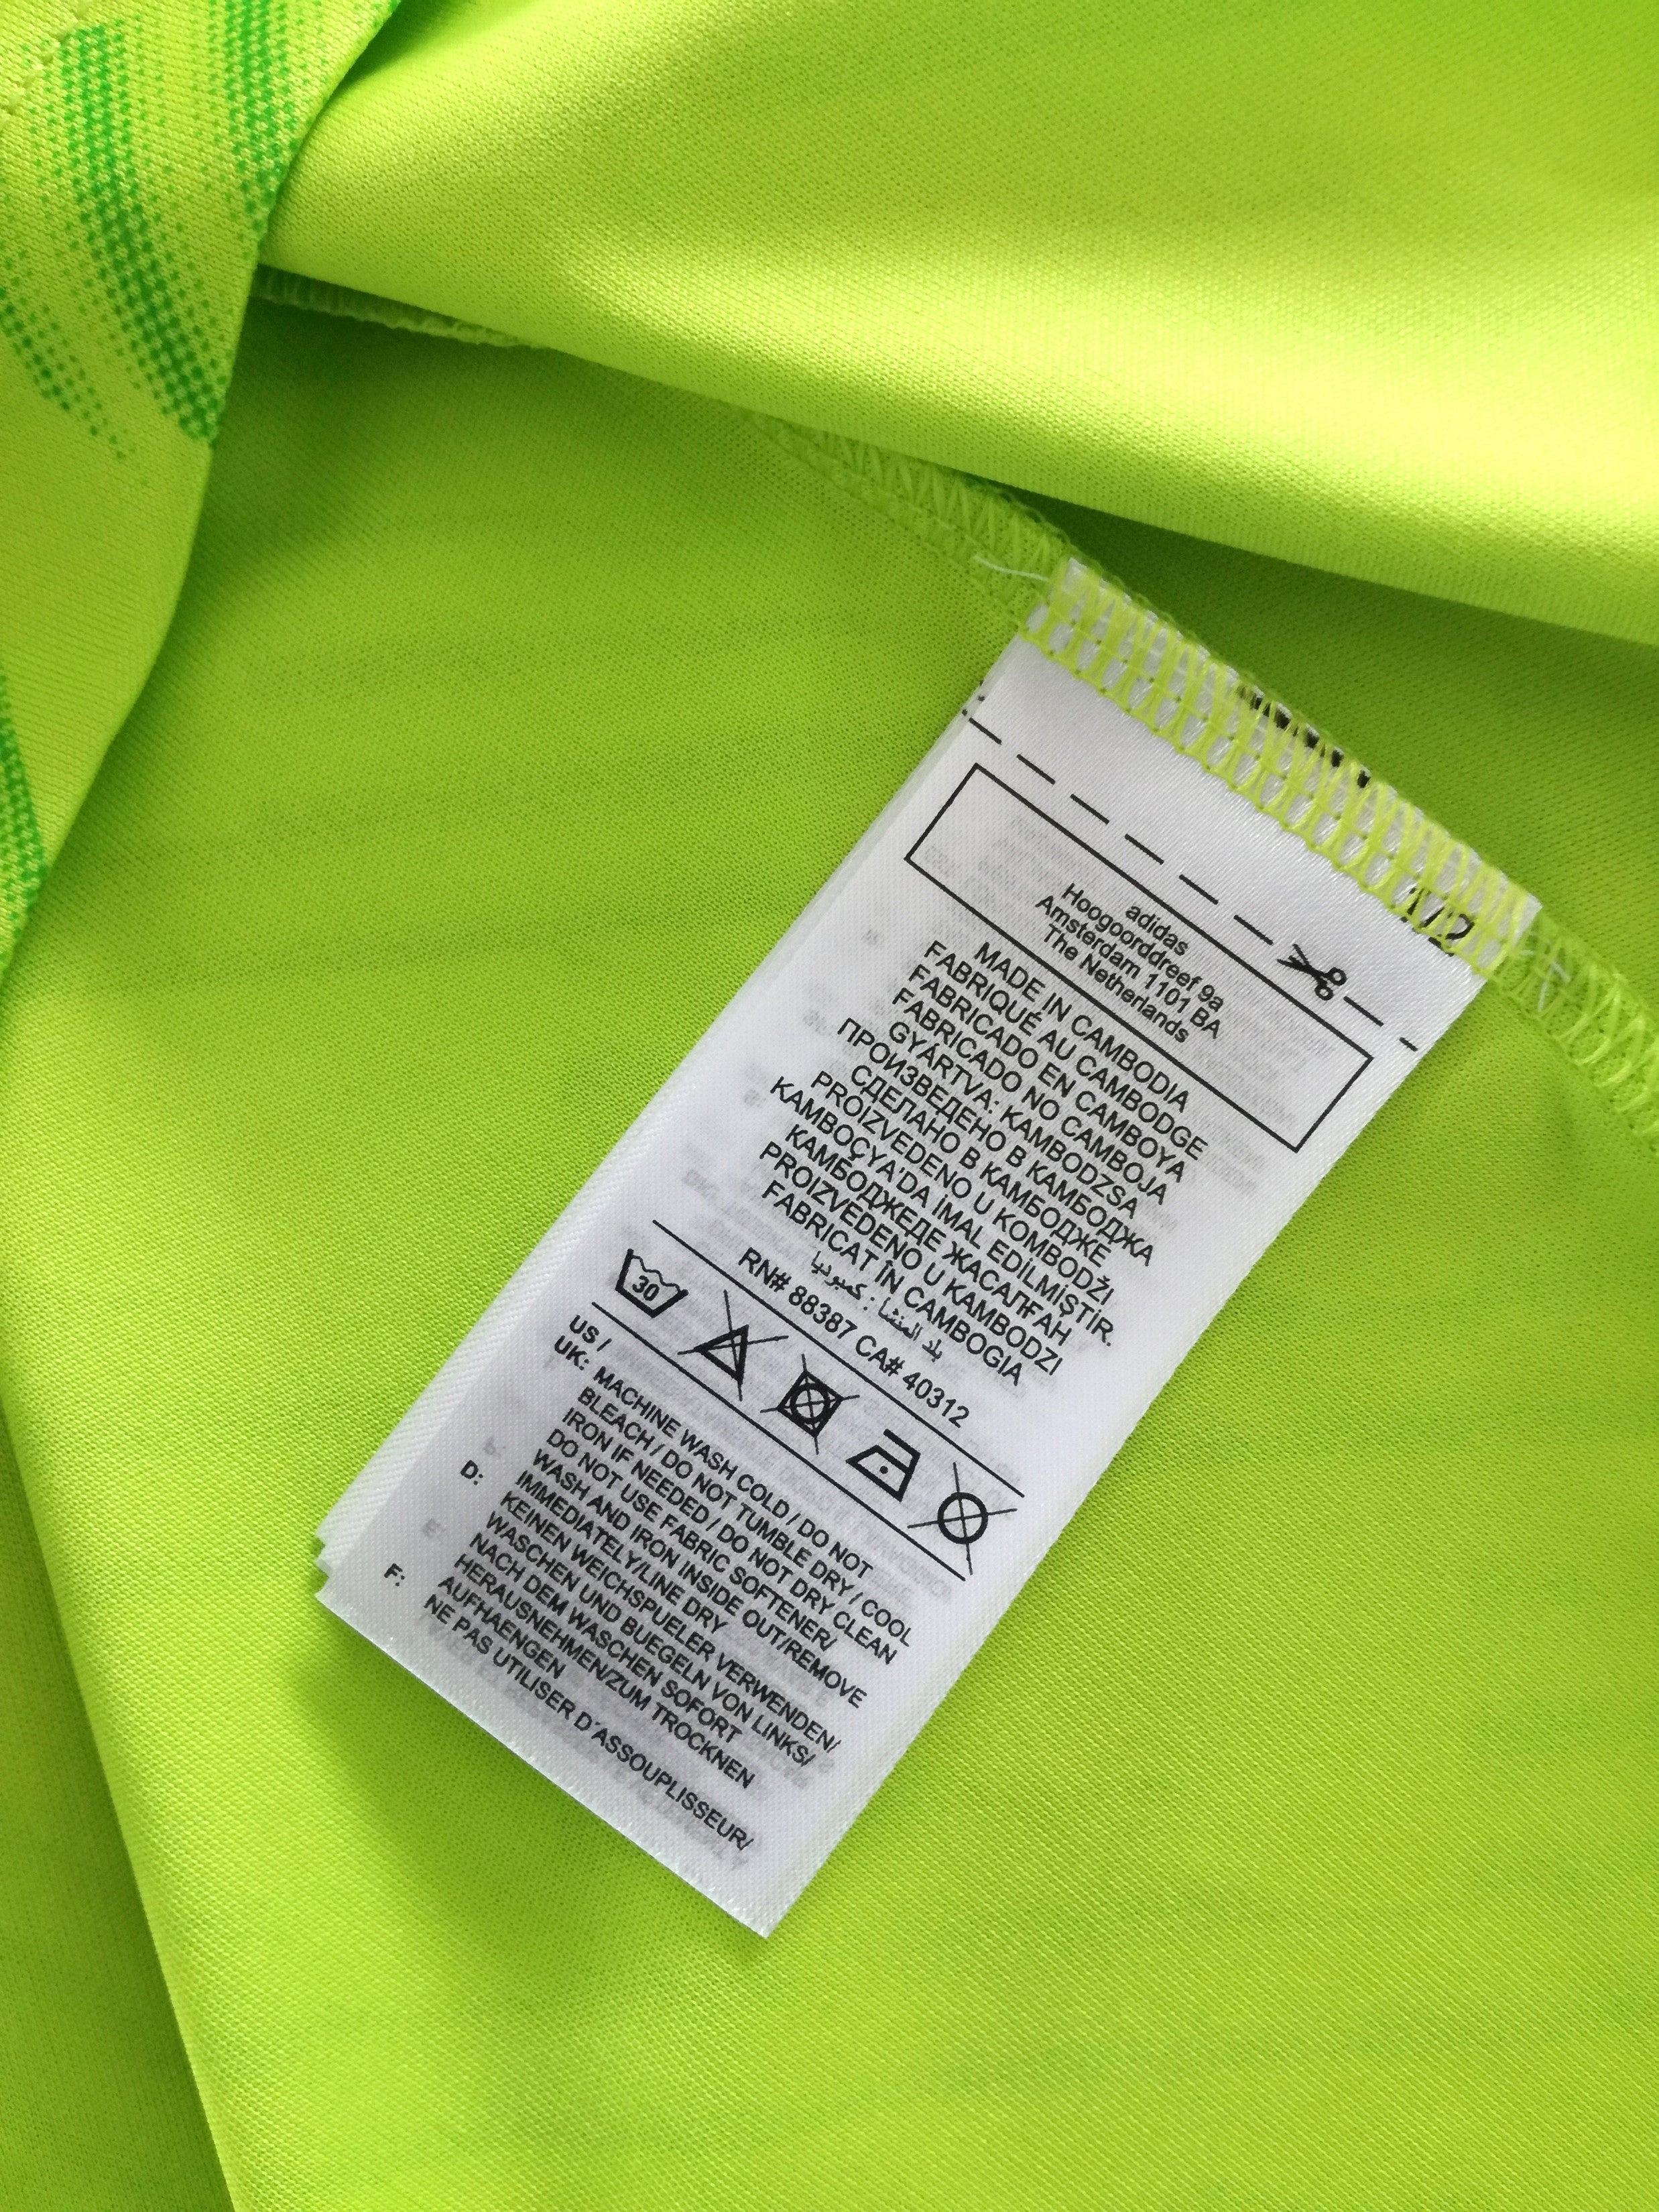 1/2
adidas
Hoogoorddreef 9a
Amsterdam 1101 BA
The Netherlands
MADE IN CAMBODIA
FABRIQUÉ AU CAMBODGE
FABRICADO EN CAMBOYA
FABRICADO NO CAMBOJA
GYÁRTVA: KAMBODZSA
ПРОИЗВЕДЕНО В КАМБОДЖА
СДЕЛАНО В КАМБОДЖЕ
PROIZVEDENO U KOMBODŽI
KAMBOÇYA'DA İMAL EDİLMİŞTİR.
КАМБОДЖЕДЕ ЖАСАЛҒАН
PROIZVEDENO U KAMBODZI
FABRICAT ÎN CAMBOGIA
بلد المنشأ : كمبوديا
RN# 88387 CA# 40312
30
US /
UK: MACHINE WASH COLD / DO NOT
BLEACH / DO NOT TUMBLE DRY / COOL
IRON IF NEEDED / DO NOT DRY CLEAN
DO NOT USE FABRIC SOFTENER/
WASH AND IRON INSIDE OUT/REMOVE
IMMEDIATELY/LINE DRY
D: KEINEN WEICHSPUELER VERWENDEN/
WASCHEN UND BUEGELN VON LINKS/
NACH DEM WASCHEN SOFORT
HERAUSNEHMEN/ZUM TROCKNEN
AUFHAENGEN
F: NE PAS UTILISER D´ASSOUPLISSEUR/